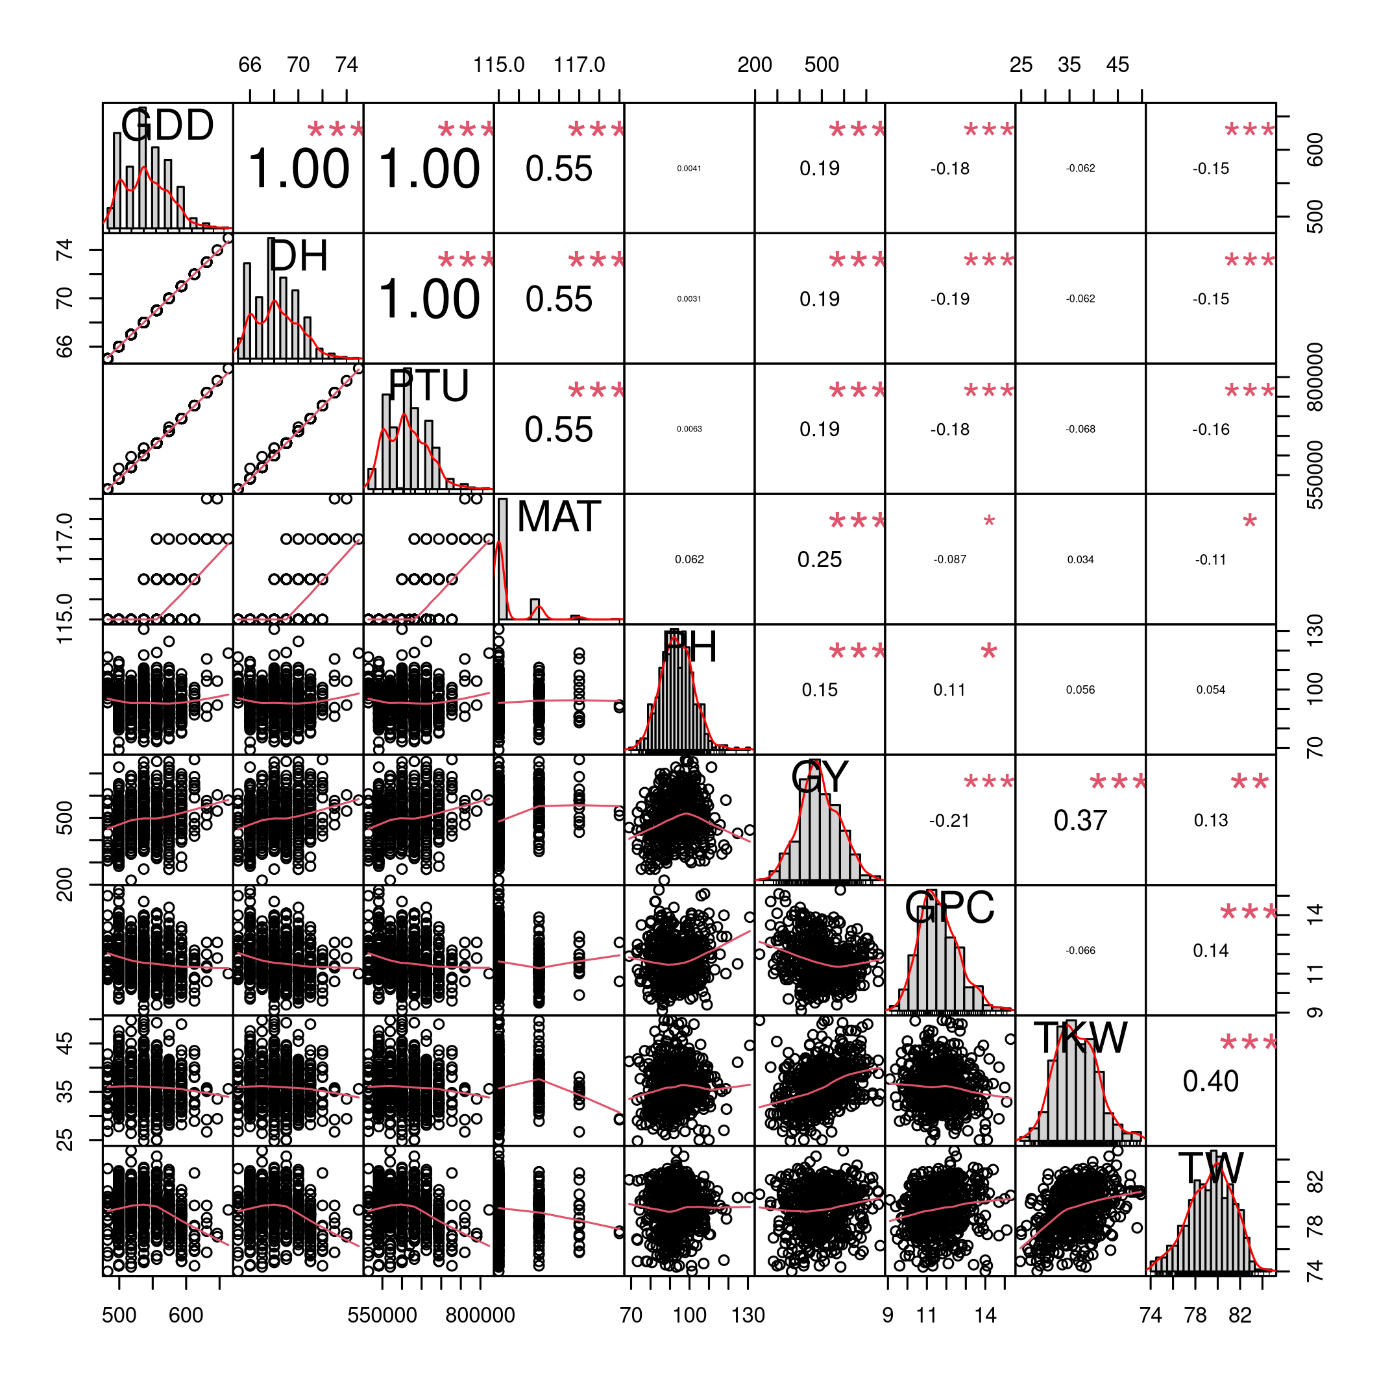 66 70 74 115.0 117.0 200 500 25 35 45
GDD *** 1.00 *** 1.00 *** 0.55 0.0041 *** 0.19 *** -0.18 -0.062 *** -0.15 500 600
66 70 74 DH *** 1.00 *** 0.55 0.0031 *** 0.19 *** -0.19 -0.062 *** -0.15
PTU *** 0.55 0.0063 *** 0.19 *** -0.18 -0.068 *** -0.16 550000 800000
115.0 117.0 MAT 0.062 *** 0.25 * -0.087 0.034 * -0.11
PH *** 0.15 * 0.11 0.056 0.054 70 100 130
200 500 GY *** -0.21 *** 0.37 ** 0.13
GPC -0.066 *** 0.14 9 11 14
25 35 45 TKW *** 0.40
TW 74 78 82
500 600 550000 800000 70 100 130 9 11 14 74 78 82